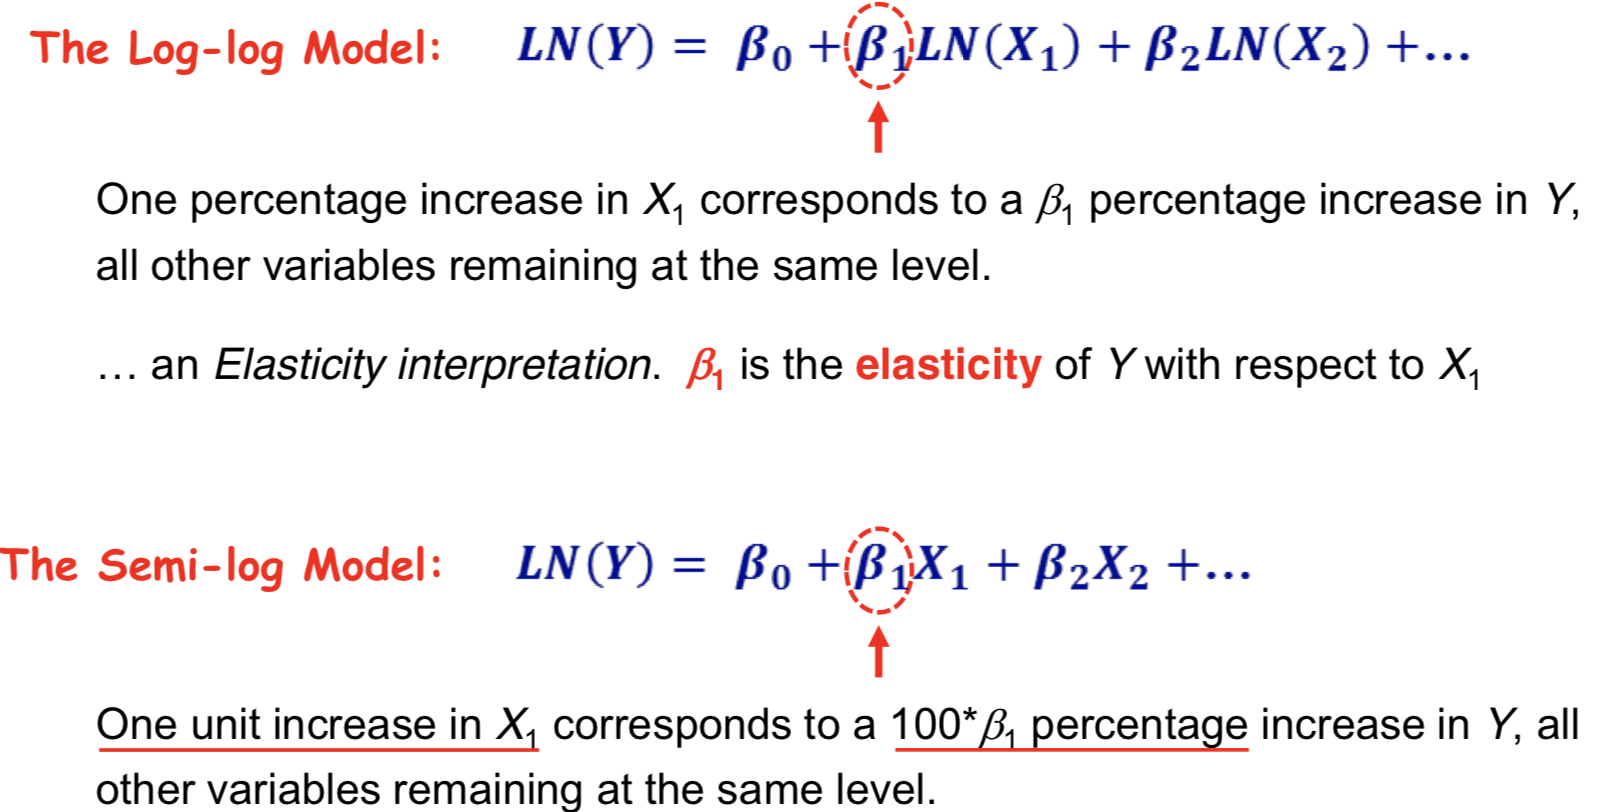 The Log-log Model: LN(Y) = β₀ + β₁LN(X₁) + β₂LN(X₂) +...
One percentage increase in X₁ corresponds to a β₁ percentage increase in Y,
all other variables remaining at the same level.
... an Elasticity interpretation. β₁ is the elasticity of Y with respect to X₁
The Semi-log Model: LN(Y) = β₀ + β₁X₁ + β₂X₂ +...
One unit increase in X₁ corresponds to a 100*β₁ percentage increase in Y, all
other variables remaining at the same level.